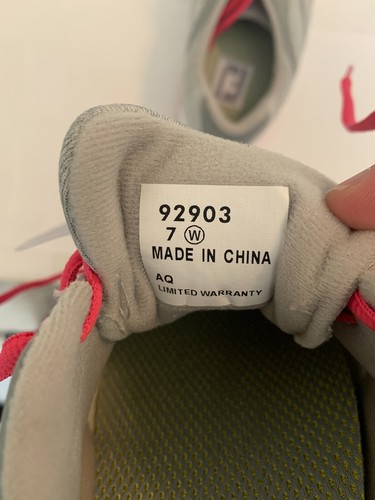 92903
7 Ⓦ
MADE IN CHINA
AQ
LIMITED WARRANTY